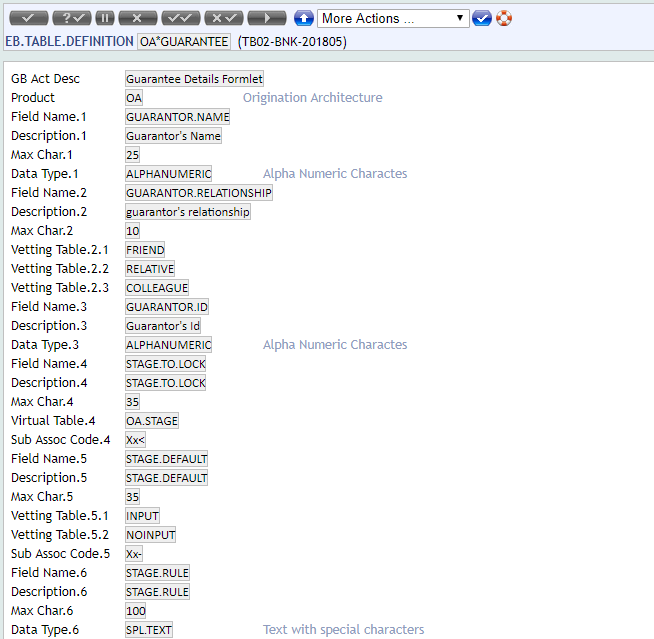 More Actions ...
EB.TABLE.DEFINITION OA*GUARANTEE (TB02-BNK-201805)
GB Act Desc Guarantee Details Formlet
Product OA Origination Architecture
Field Name.1 GUARANTOR.NAME
Description.1 Guarantor's Name
Max Char.1 25
Data Type.1 ALPHANUMERIC Alpha Numeric Charactes
Field Name.2 GUARANTOR.RELATIONSHIP
Description.2 guarantor's relationship
Max Char.2 10
Vetting Table.2.1 FRIEND
Vetting Table.2.2 RELATIVE
Vetting Table.2.3 COLLEAGUE
Field Name.3 GUARANTOR.ID
Description.3 Guarantor's Id
Data Type.3 ALPHANUMERIC Alpha Numeric Charactes
Field Name.4 STAGE.TO.LOCK
Description.4 STAGE.TO.LOCK
Max Char.4 35
Virtual Table.4 OA.STAGE
Sub Assoc Code.4 Xx<
Field Name.5 STAGE.DEFAULT
Description.5 STAGE.DEFAULT
Max Char.5 35
Vetting Table.5.1 INPUT
Vetting Table.5.2 NOINPUT
Sub Assoc Code.5 Xx-
Field Name.6 STAGE.RULE
Description.6 STAGE.RULE
Max Char.6 100
Data Type.6 SPL.TEXT Text with special characters